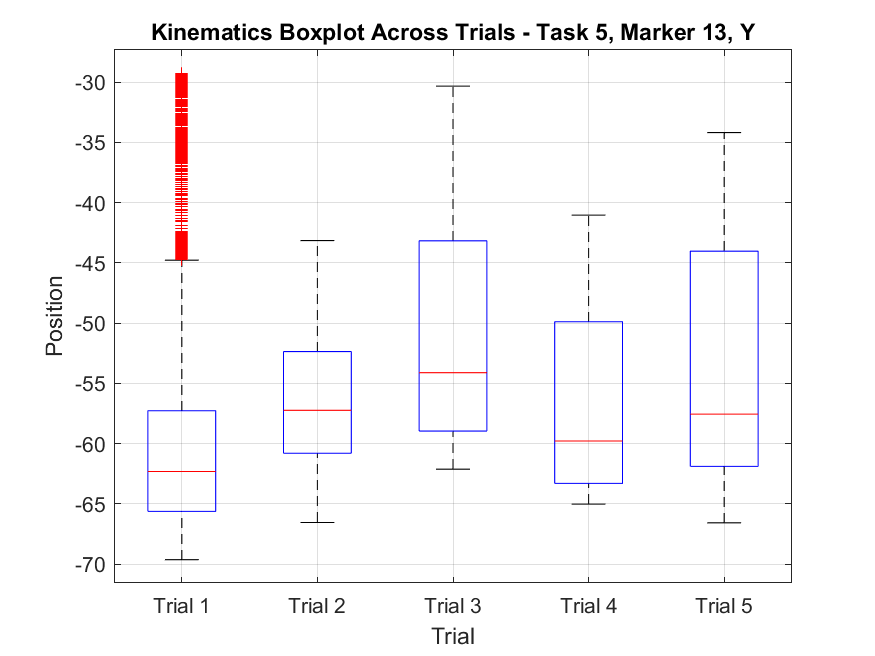 Kinematics Boxplot Across Trials - Task 5, Marker 13, Y
Position
-30
-35
-40
-45
-50
-55
-60
-65
-70
Trial 1 Trial 2 Trial 3 Trial 4 Trial 5
Trial